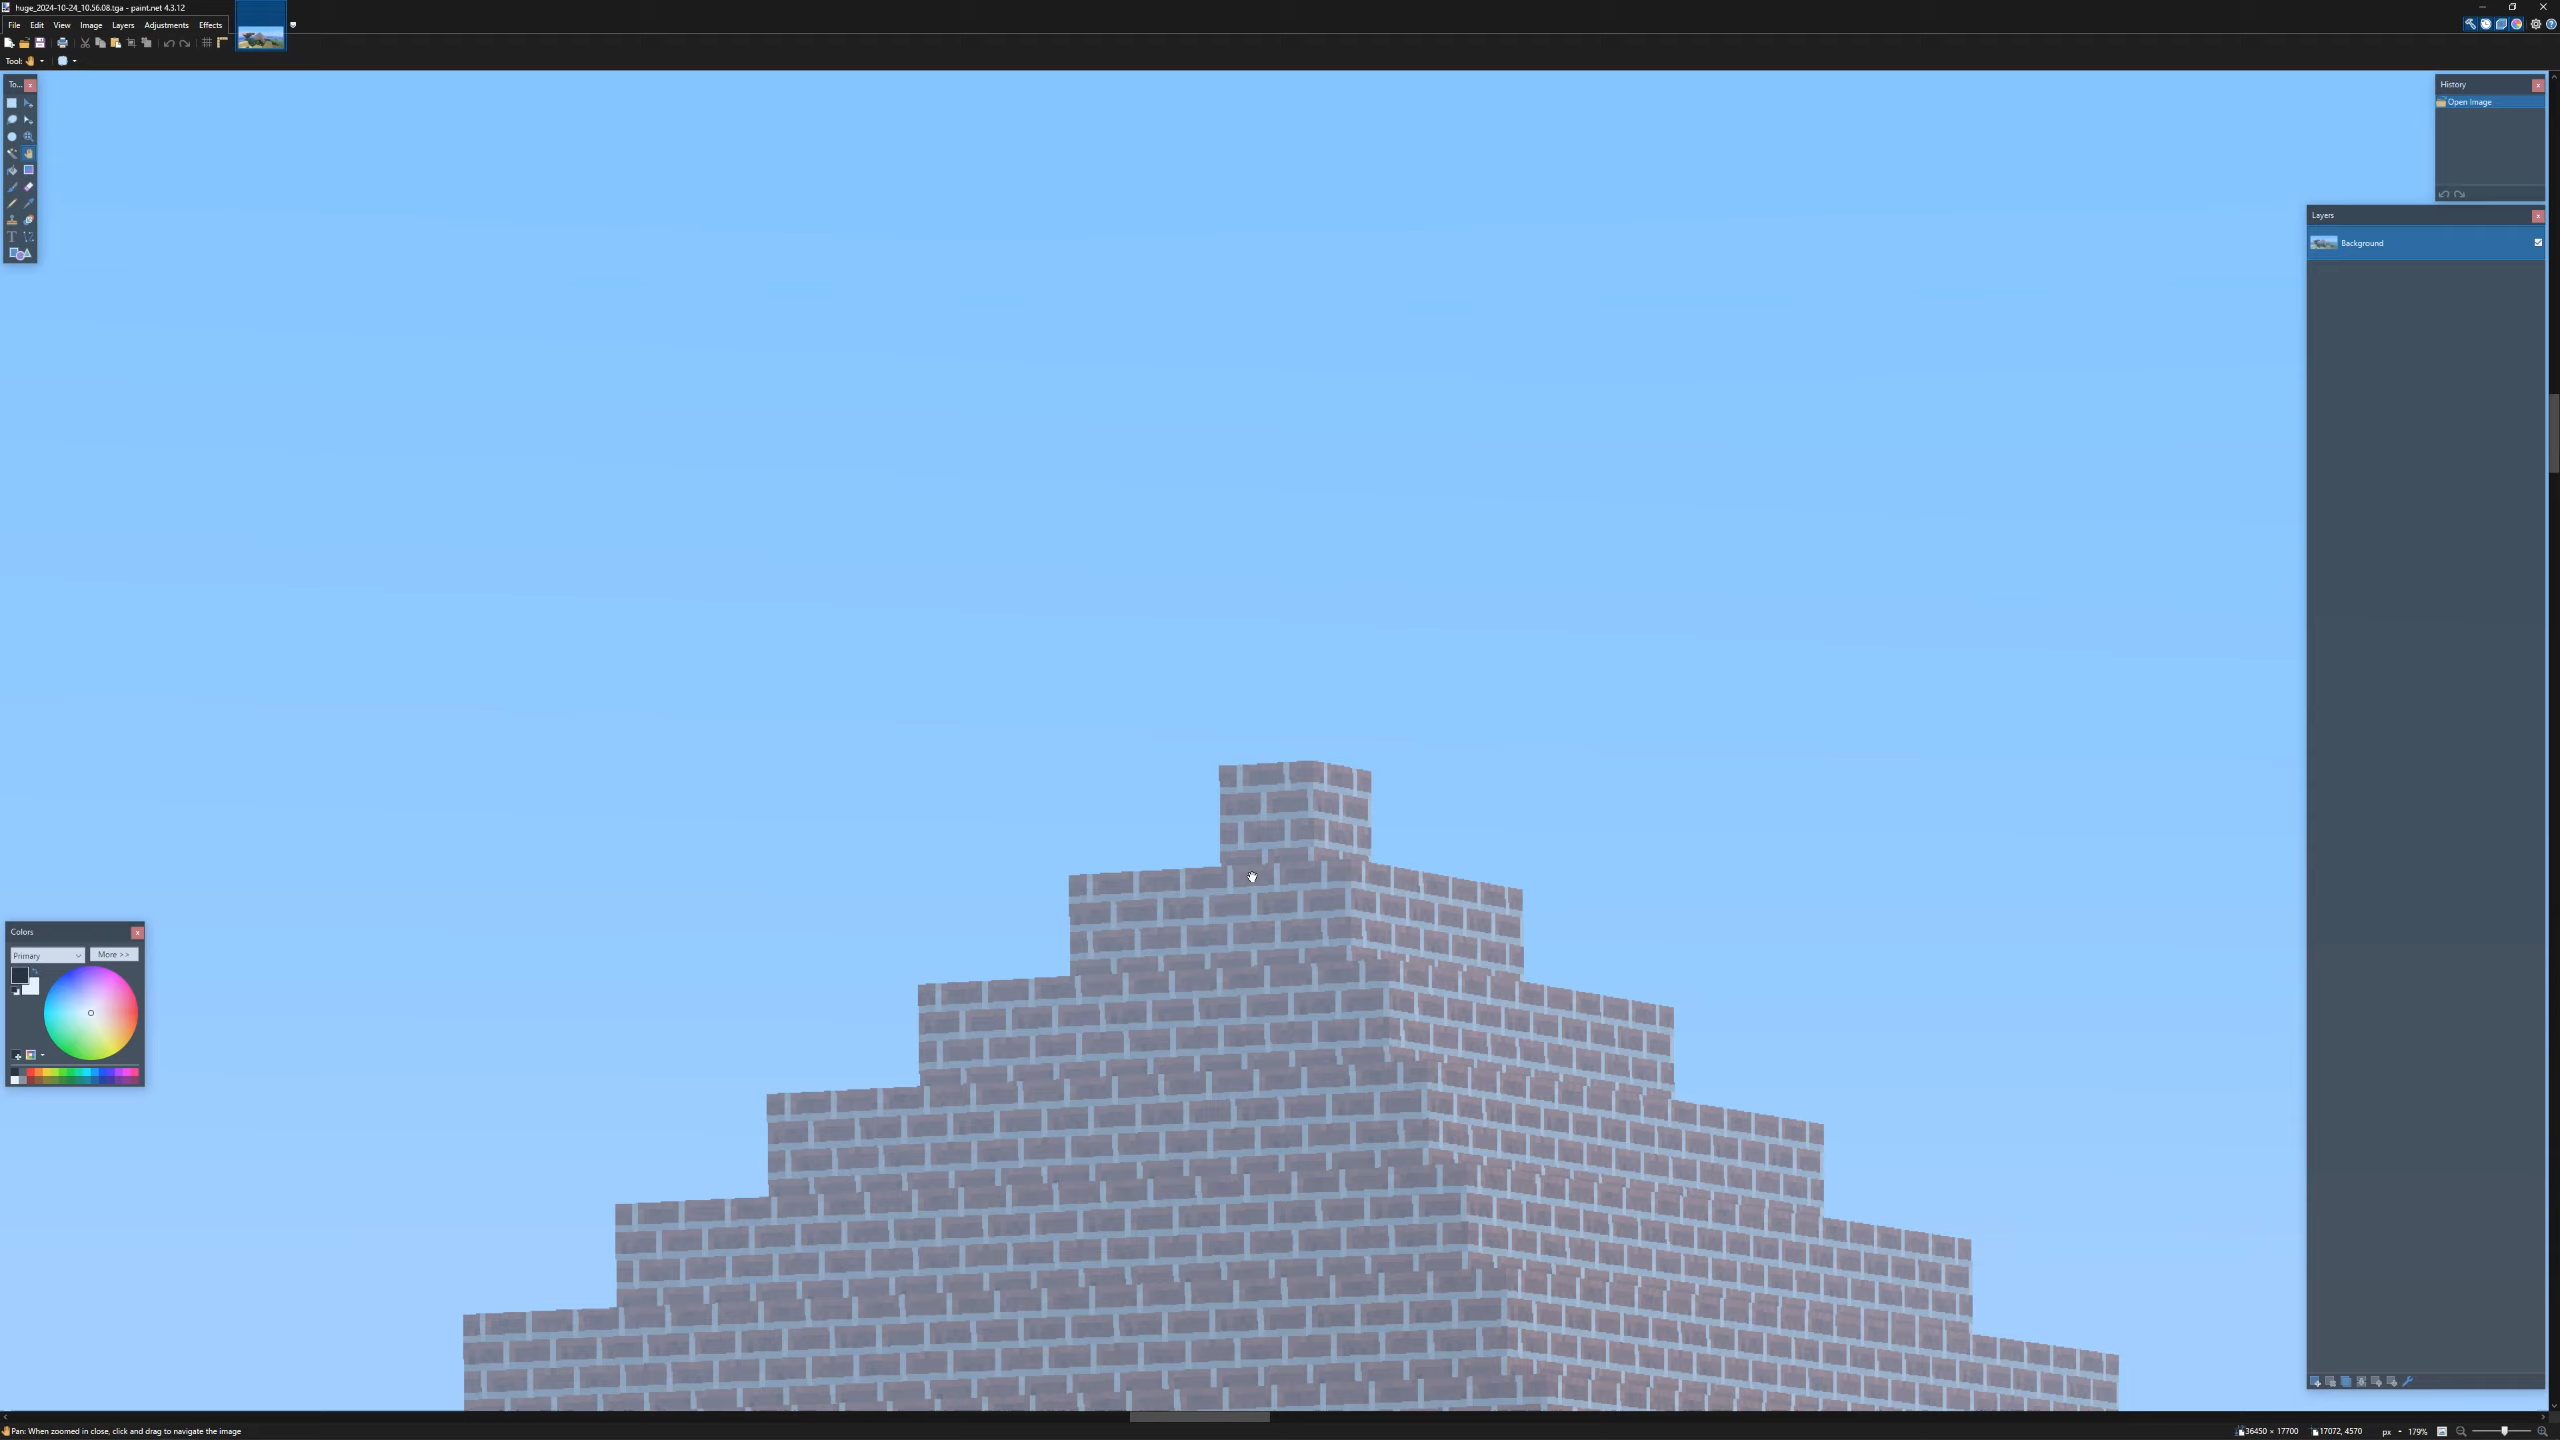 huge_2024-10-24_10.56.08.tga - paint.net 4.3.12
File Edit View Image Layers Adjustments Effects
Tool:
To...
History
Open Image
Layers
Background
Colors
Primary
More >>
Pan: When zoomed in close, click and drag to navigate the image
36450 × 17700
17072, 4570
px
179%